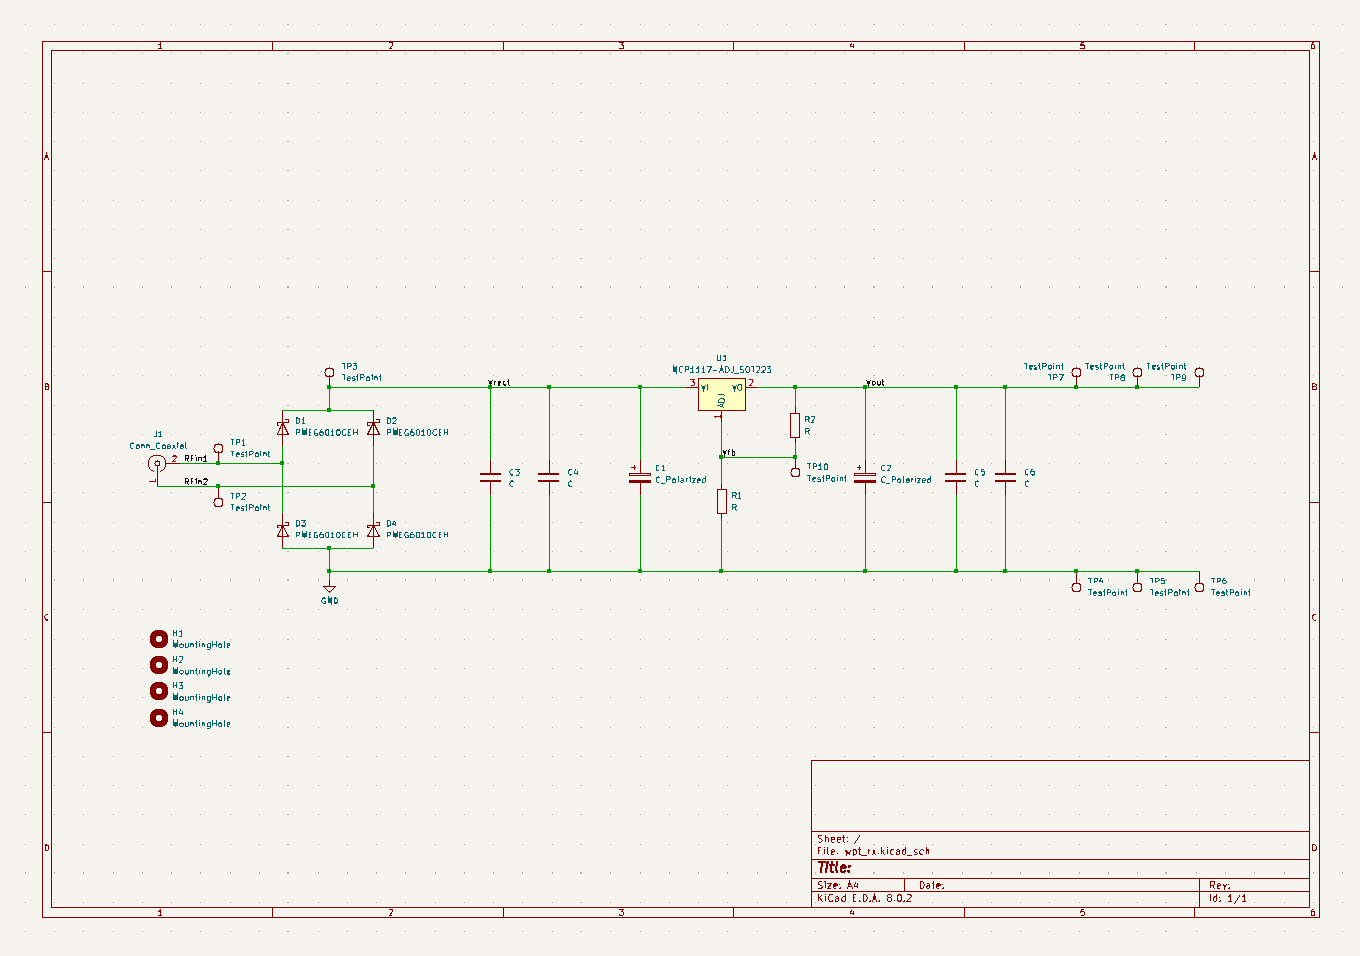 1 2 3 4 5 6
A A
TP3
TestPoint
Vrect
U1
MCP1117-ADJ_SOT223
3 VI VO 2
ADJ
1
Vout
TestPoint TestPoint TestPoint
TP7 TP8 TP9
B B
D1
PMEG6010CEH
D2
PMEG6010CEH
R2
R
J1
Conn_Coaxial
2 RFin1
TP1
TestPoint
Vfb
1
RFin2
TP2
TestPoint
C3
C
C4
C
+ C1
C_Polarized
TP10
TestPoint
+ C2
C_Polarized
C5
C
C6
C
R1
R
D3
PMEG6010CEH
D4
PMEG6010CEH
GND
TP4
TestPoint
TP5
TestPoint
TP6
TestPoint
C C
H1
MountingHole
H2
MountingHole
H3
MountingHole
H4
MountingHole
Sheet: /
File: wpt_rx.kicad_sch
Title:
Size: A4 Date: Rev:
KiCad E.D.A. 8.0.2 Id: 1/1
D D
1 2 3 4 5 6